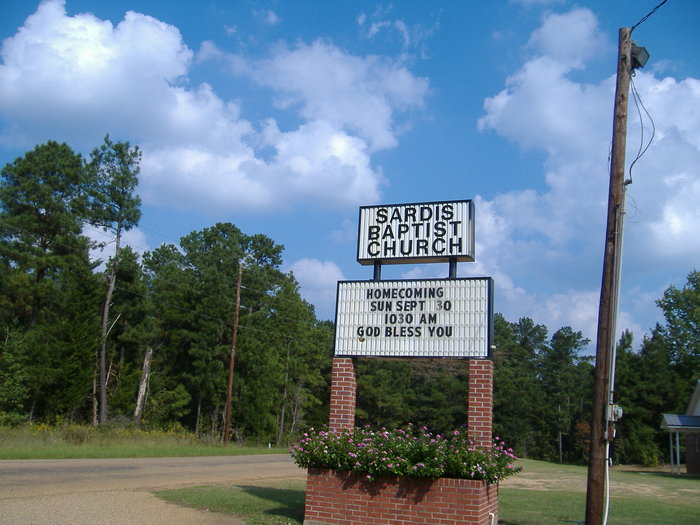 SARDIS
BAPTIST
CHURCH
HOMECOMING
SUN SEPT 30
1030 AM
GOD BLESS YOU